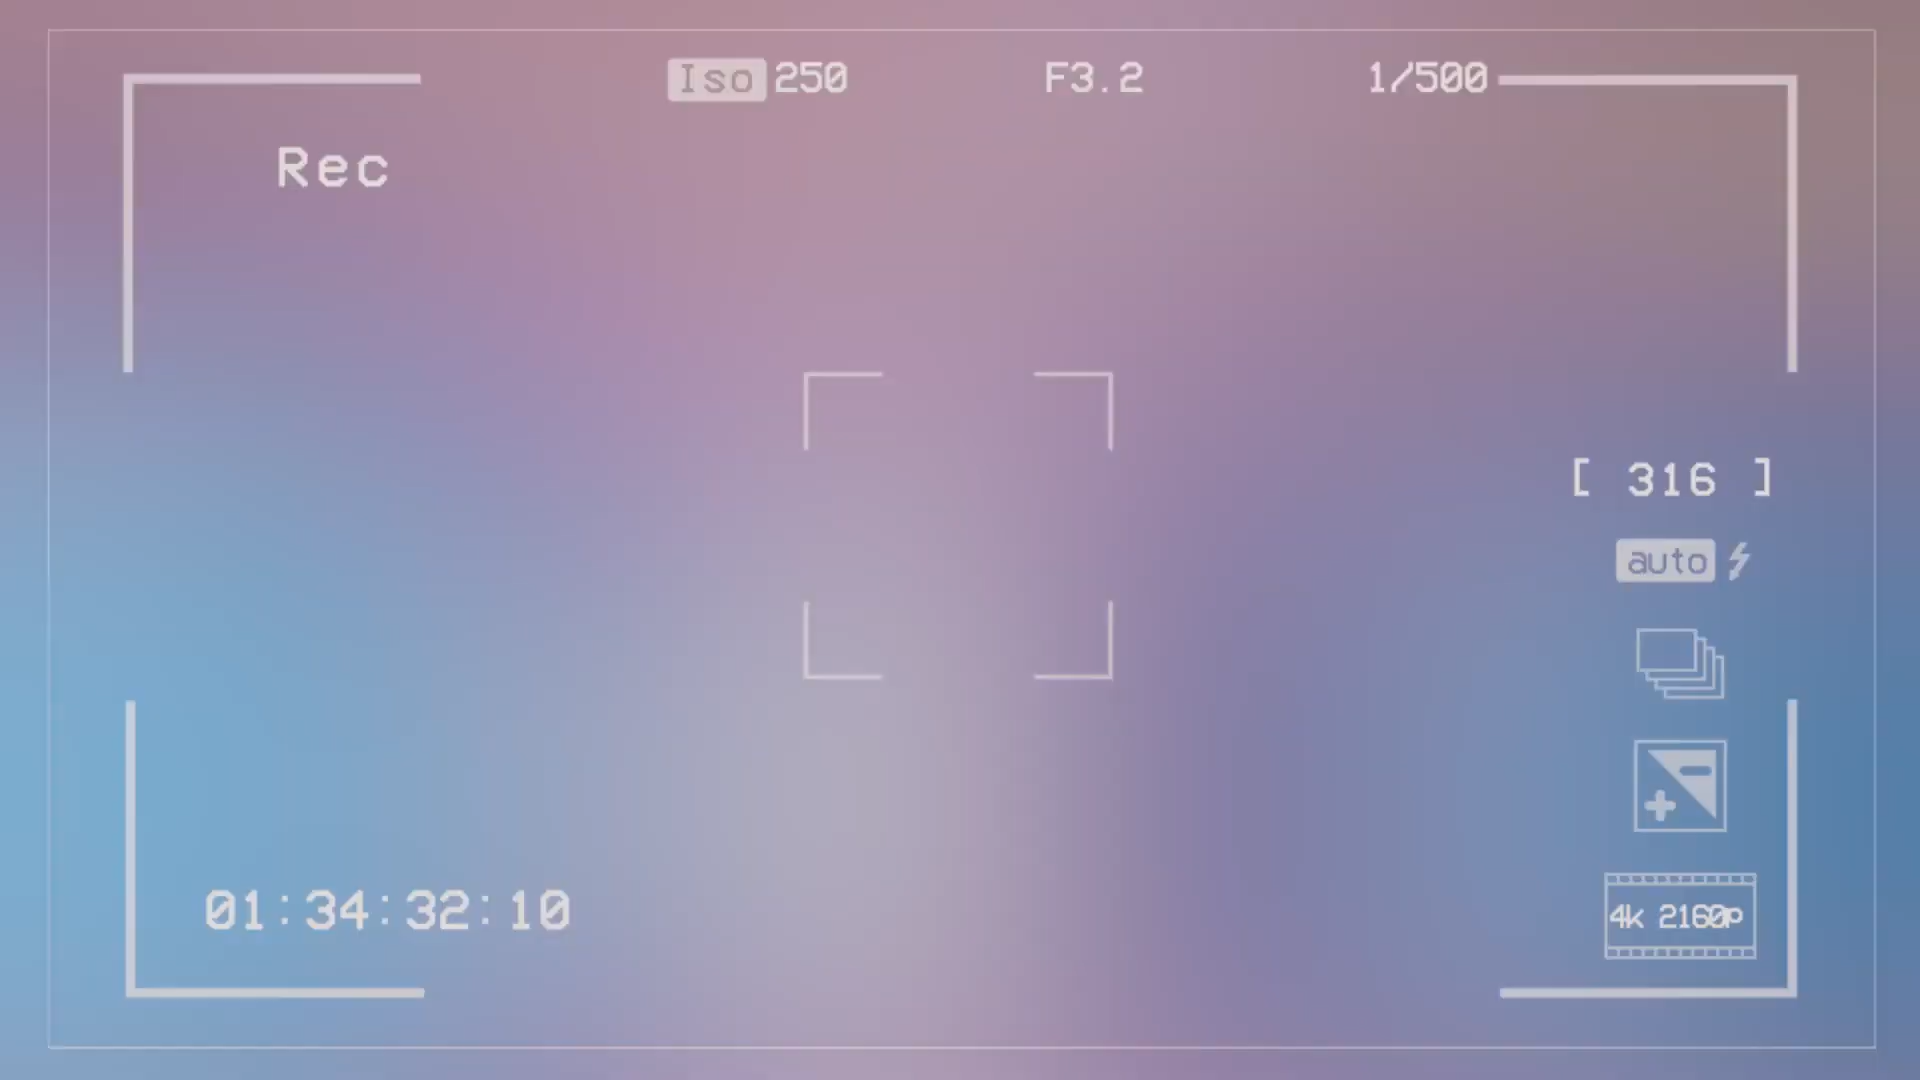 Iso 250 F3.2 1/500
Rec
[ 316 ]
auto
01:34:32:10
4k 2160p